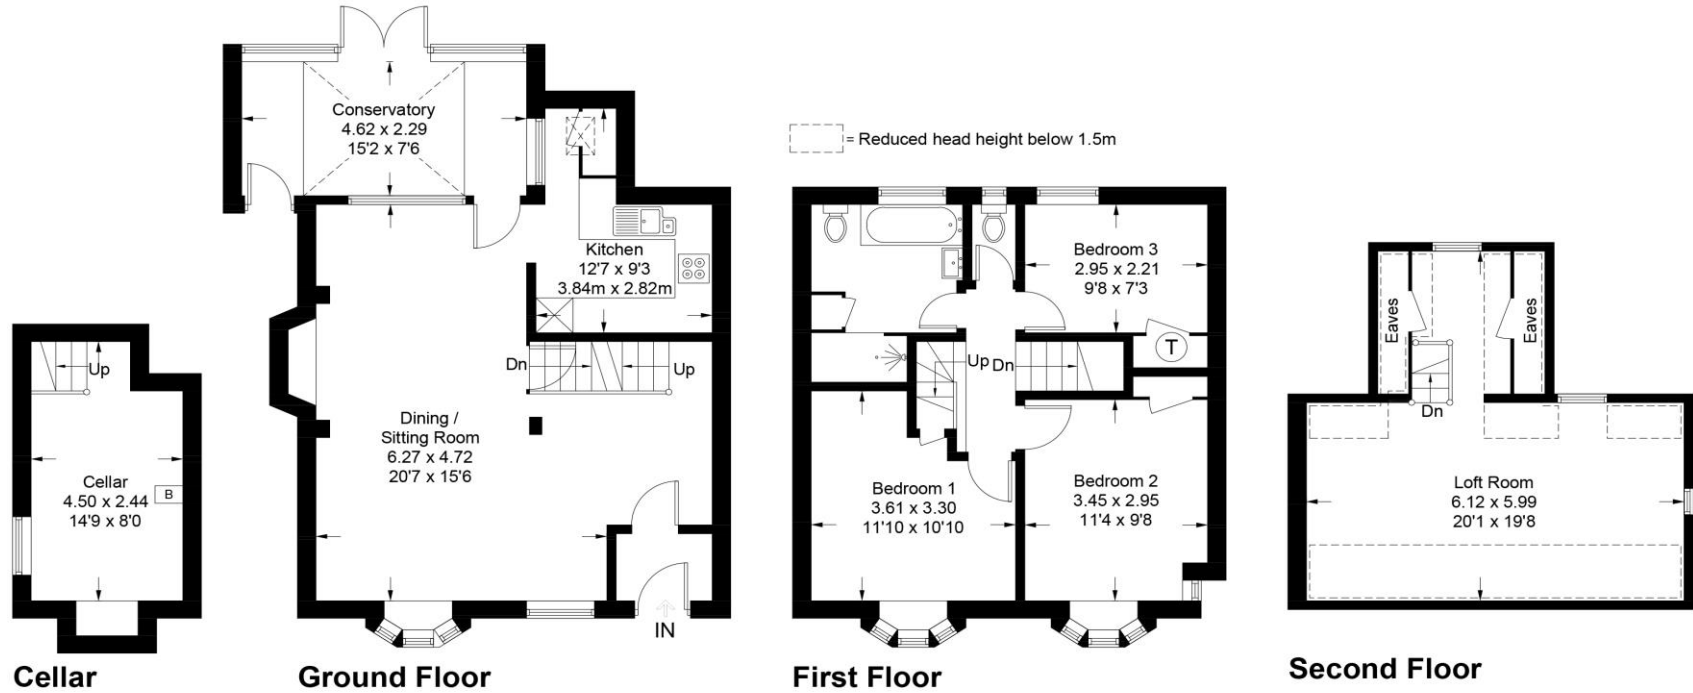 Conservatory
4.62 x 2.29
15'2 x 7'6
Kitchen
12'7 x 9'3
3.84m x 2.82m
Dn
Up
Dining /
Sitting Room
6.27 x 4.72
20'7 x 15'6
IN
Up
Cellar
4.50 x 2.44
14'9 x 8'0
B
= Reduced head height below 1.5m
Bedroom 3
2.95 x 2.21
9'8 x 7'3
T
Up
Dn
Bedroom 1
3.61 x 3.30
11'10 x 10'10
Bedroom 2
3.45 x 2.95
11'4 x 9'8
Eaves
Eaves
Dn
Loft Room
6.12 x 5.99
20'1 x 19'8
Cellar
Ground Floor
First Floor
Second Floor